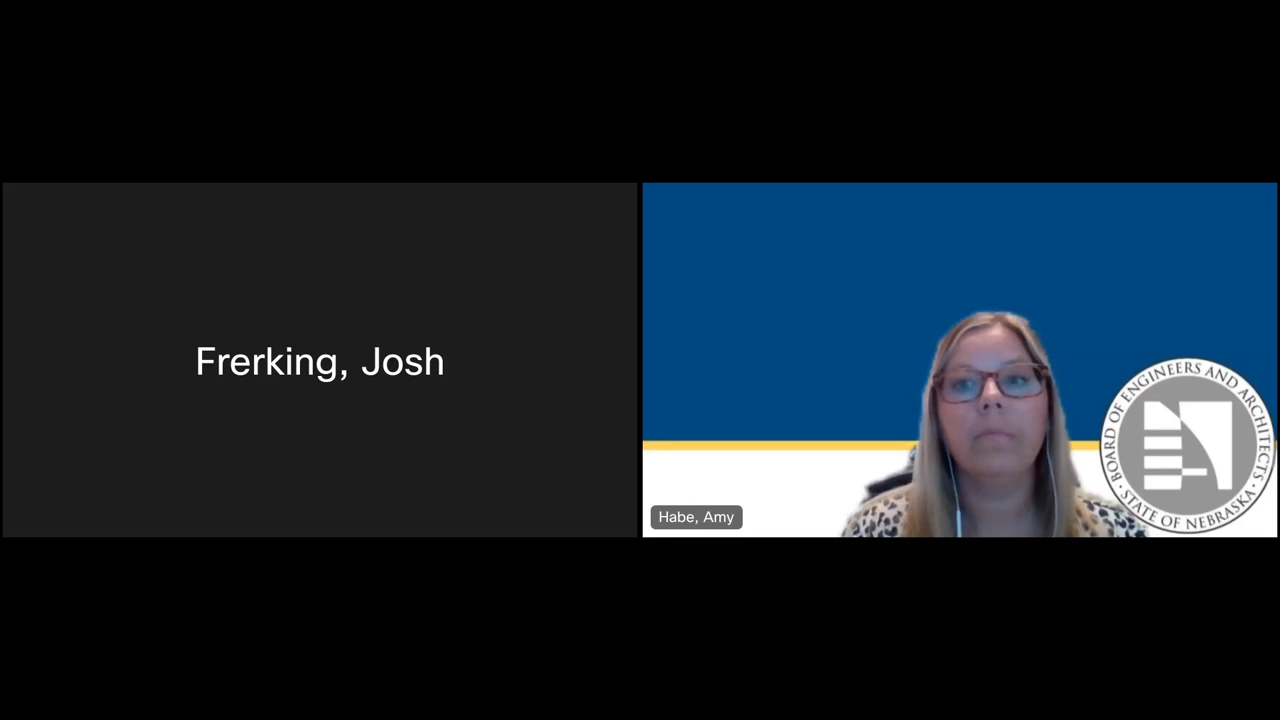 Frerking, Josh
Habe, Amy
BOARD OF ENGINEERS AND ARCHITECTS
· STATE OF NEBRASKA ·